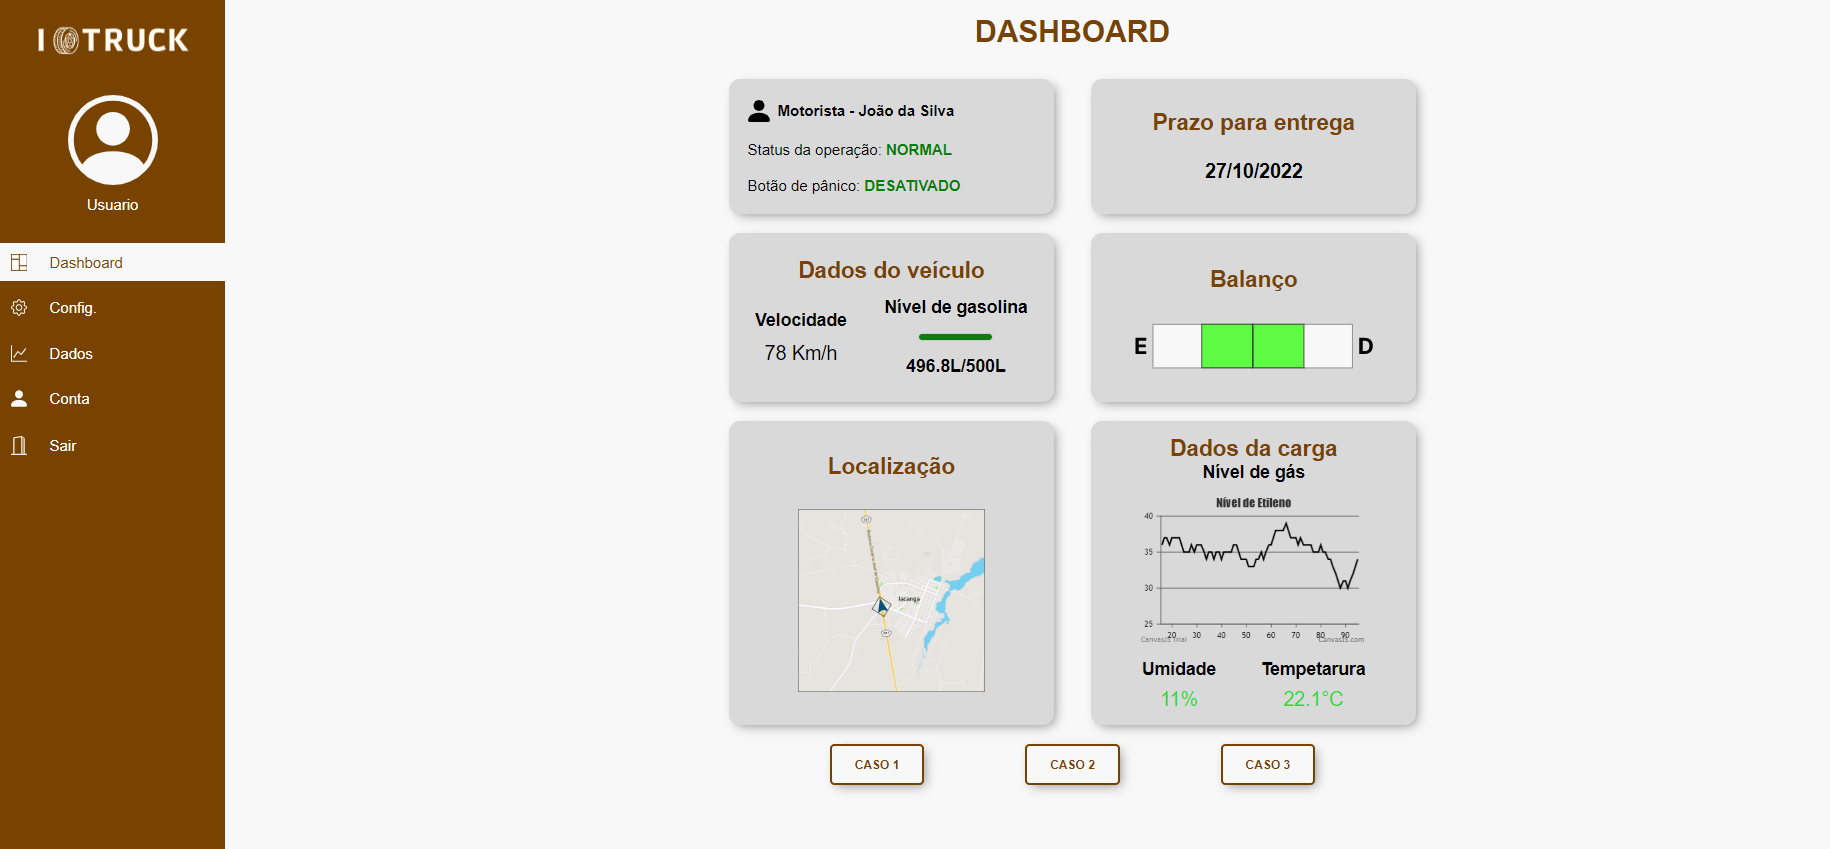 I TRUCK
Usuario
Dashboard
Config.
Dados
Conta
Sair
DASHBOARD
Motorista - João da Silva
Status da operação: NORMAL
Botão de pânico: DESATIVADO
Prazo para entrega
27/10/2022
Dados do veículo
Velocidade
78 Km/h
Nível de gasolina
496.8L/500L
Balanço
E D
Localização
Iacanga
Dados da carga
Nível de gás
Nível de Etileno
40
35
30
25
20 30 40 50 60 70 80 90
CanvasJS Trial CanvasJS.com
Umidade Tempetarura
11% 22.1°C
CASO 1 CASO 2 CASO 3